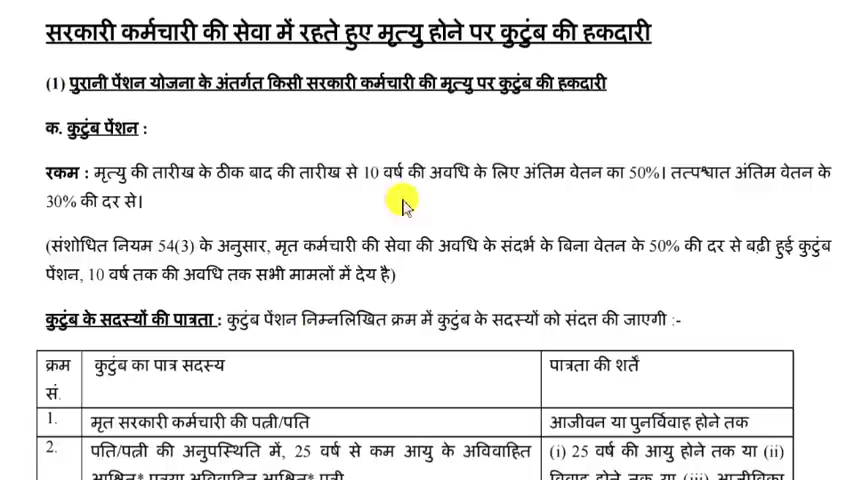 सरकारी कर्मचारी की सेवा में रहते हुए मृत्यु होने पर कुटुंब की हकदारी
(1) पुरानी पेंशन योजना के अंतर्गत किसी सरकारी कर्मचारी की मृत्यु पर कुटुंब की हकदारी
क. कुटुंब पेंशन :
रकम : मृत्यु की तारीख के ठीक बाद की तारीख से 10 वर्ष की अवधि के लिए अंतिम वेतन का 50%। तत्पश्चात अंतिम वेतन के
30% की दर से।
(संशोधित नियम 54(3) के अनुसार, मृत कर्मचारी की सेवा की अवधि के संदर्भ के बिना वेतन के 50% की दर से बढ़ी हुई कुटुंब
पेंशन, 10 वर्ष तक की अवधि तक सभी मामलों में देय है)
कुटुंब के सदस्यों की पात्रता : कुटुंब पेंशन निम्नलिखित क्रम में कुटुंब के सदस्यों को संदत्त की जाएगी :-
क्रम सं. कुटुंब का पात्र सदस्य पात्रता की शर्तें
1. मृत सरकारी कर्मचारी की पत्नी/पति आजीवन या पुनर्विवाह होने तक
2. पति/पत्नी की अनुपस्थिति में, 25 वर्ष से कम आयु के अविवाहित (i) 25 वर्ष की आयु होने तक या (ii)